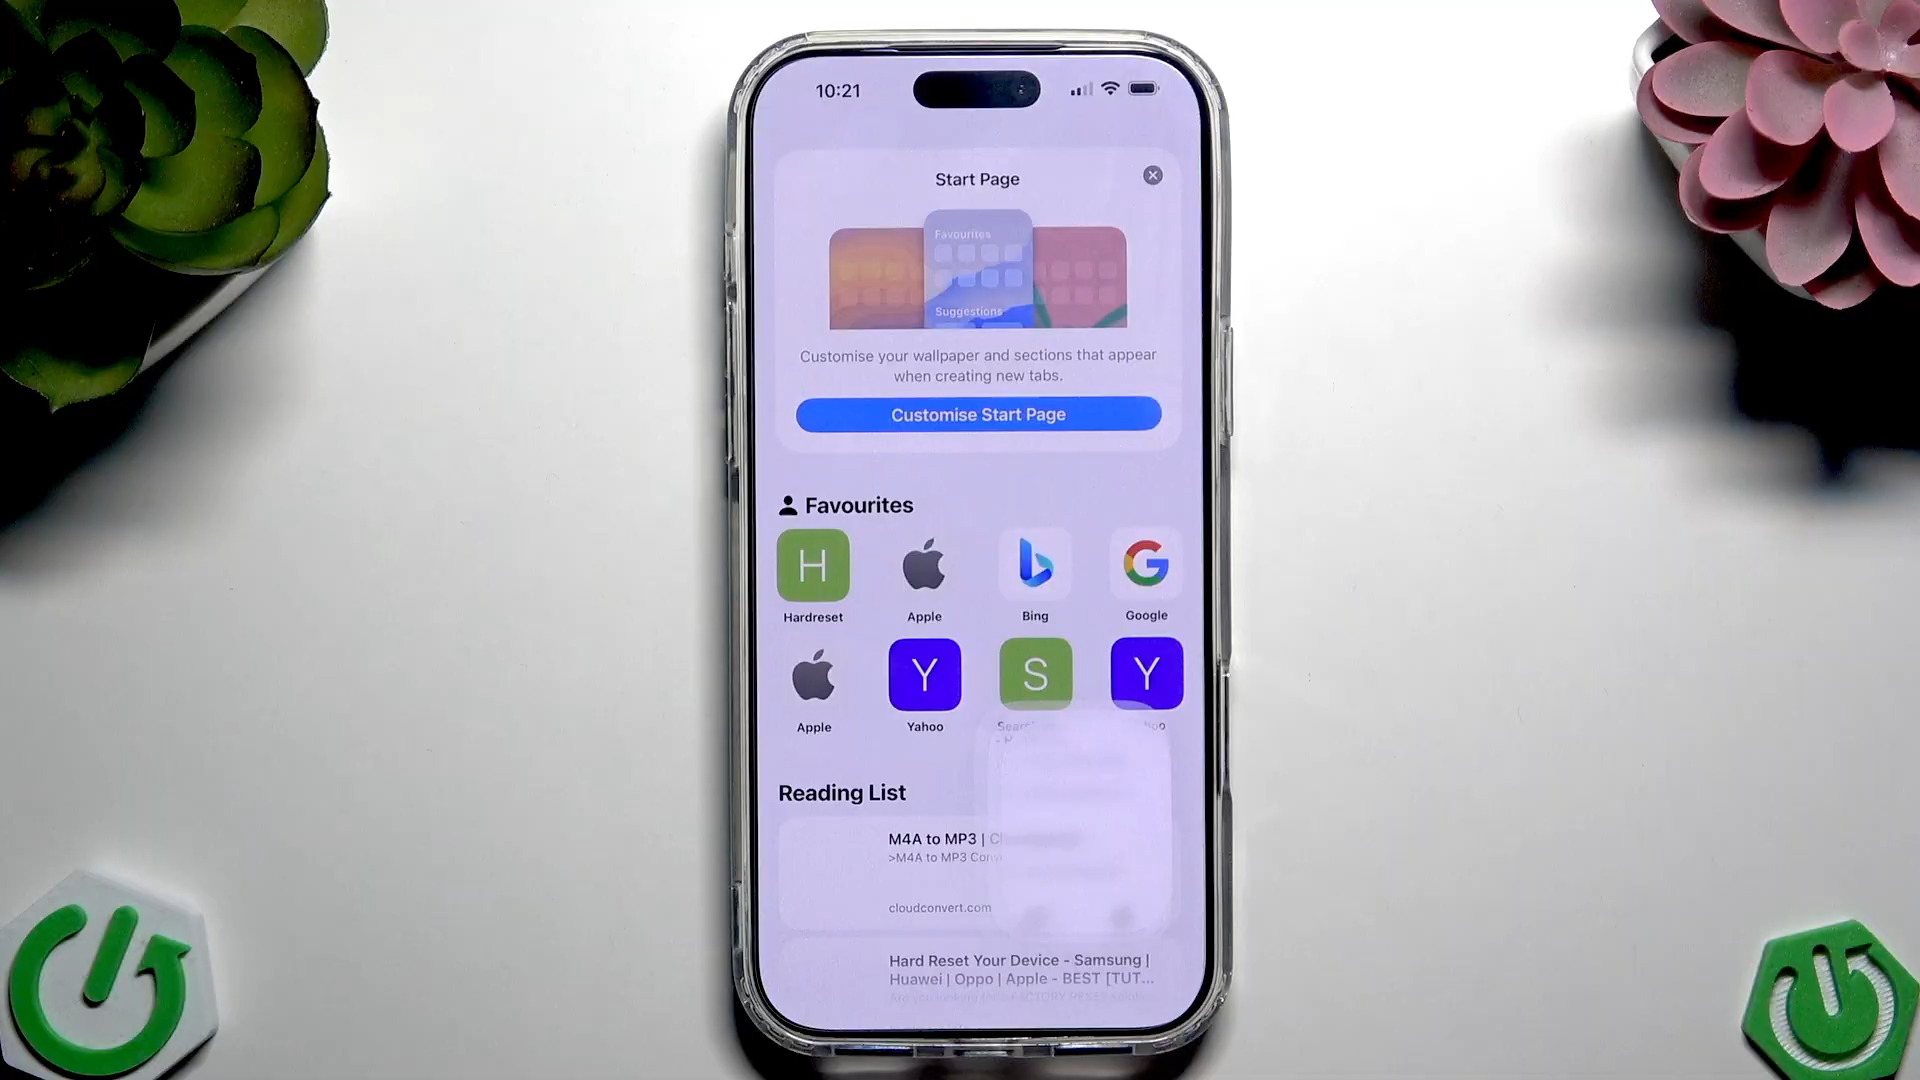 10:21
Start Page
Favourites
Suggestions
Customise your wallpaper and sections that appear
when creating new tabs.
Customise Start Page
Favourites
H
G
Hardreset
Apple
Bing
Google
Y
S
Y
Apple
Yahoo
Reading List
M4A to MP3 |
>M4A to MP3
cloudconvert.com
Hard Reset Your Device - Samsung |
Huawei | Oppo | Apple - BEST [TUT...